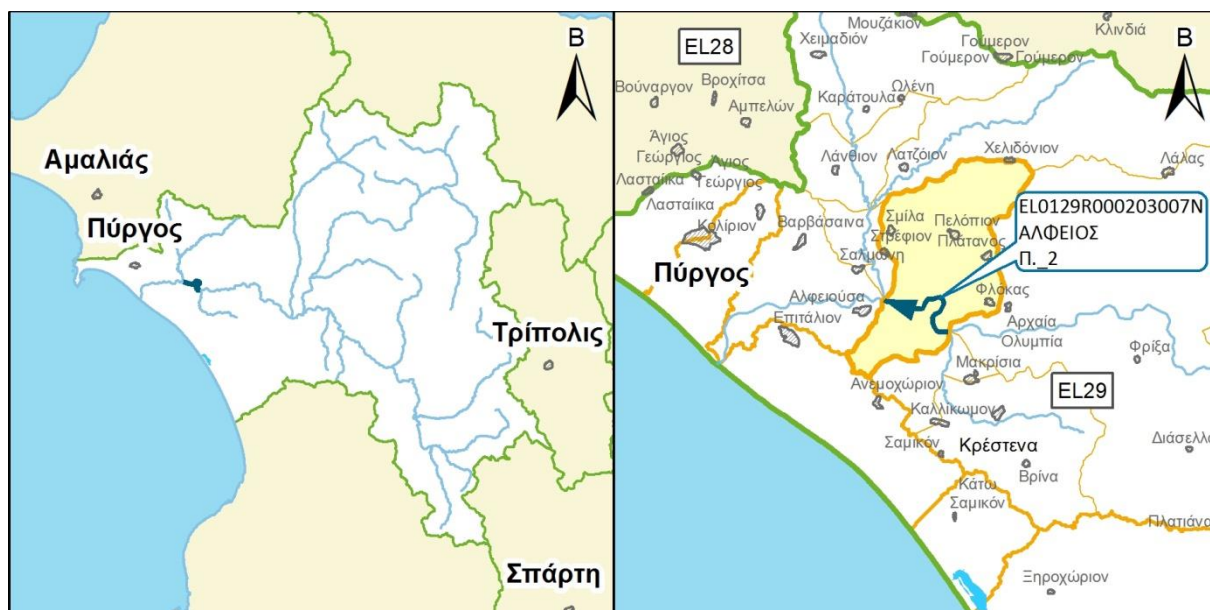 Β
Αμαλιάς
Πύργος
Τρίπολις
Σπάρτη
Μουζάκιον
Κλινδιά
Β
EL28
Χειμαδιόν
Γούμερον
Γούμερον
Γούμερον
Βροχίτσα
Βούναργον
Ωλένη
Καράτουλα
Αμπελών
Άγιος
Γεώργιος
Άγιος
Γεώργιος
Λάνθιον
Λατζόιον
Χελιδόνιον
Λάλας
Λασταίικα
Λασταίικα
Κολίριον
Βαρβάσαινα
Σμίλα
Στρέφιον
Πελόπιον
Πλάτανος
EL0129R000203007N
ΑΛΦΕΙΟΣ
Π._2
Πύργος
Σαλμώνη
Αλφειούσα
Επιτάλιον
Φλόκας
Αρχαία
Ολυμπία
Φρίξα
Μακρίσια
EL29
Ανεμοχώριον
Καλλίκωμον
Σαμικόν
Κρέστενα
Διάσελλα
Βρίνα
Κάτω
Σαμικόν
Πλατιάνα
Ξηροχώριον